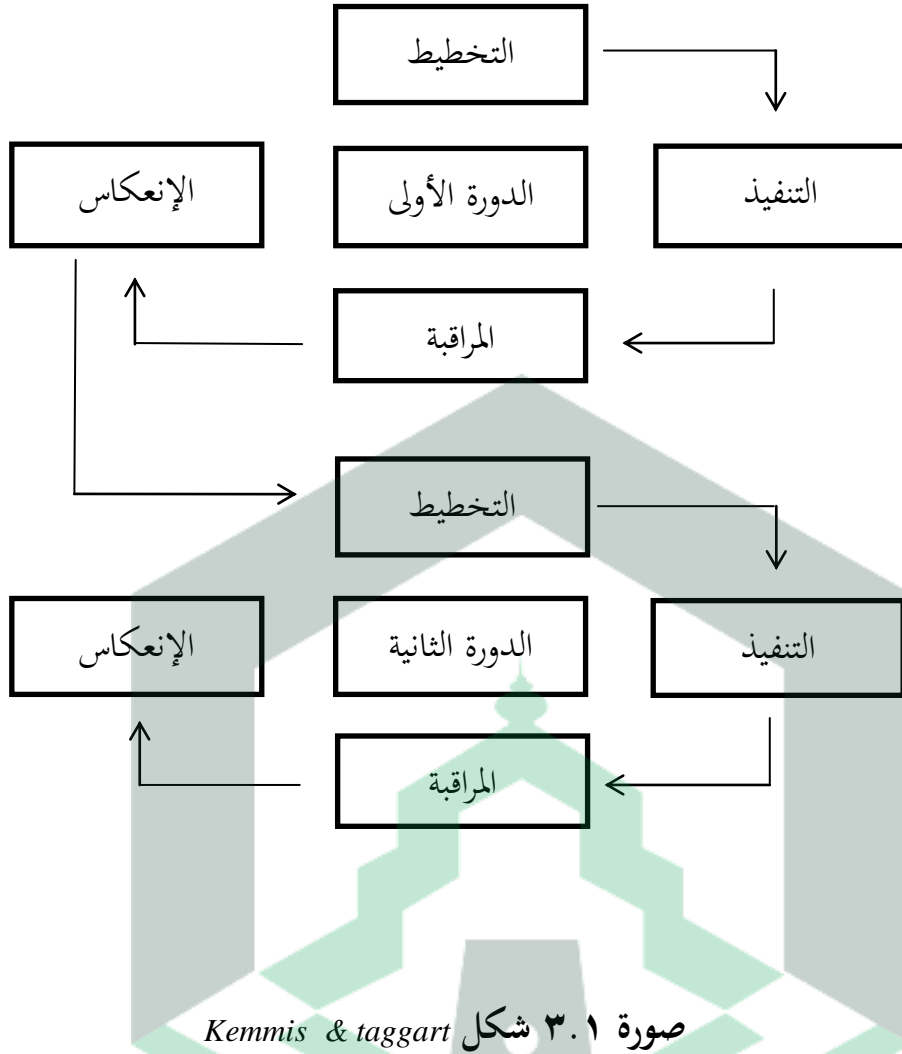 التخطيط
التنفيذ
الدورة الأولى
الإنعكاس
المراقبة
التخطيط
التنفيذ
الدورة الثانية
الإنعكاس
المراقبة
صورة ٣.١ شكل Kemmis & taggart